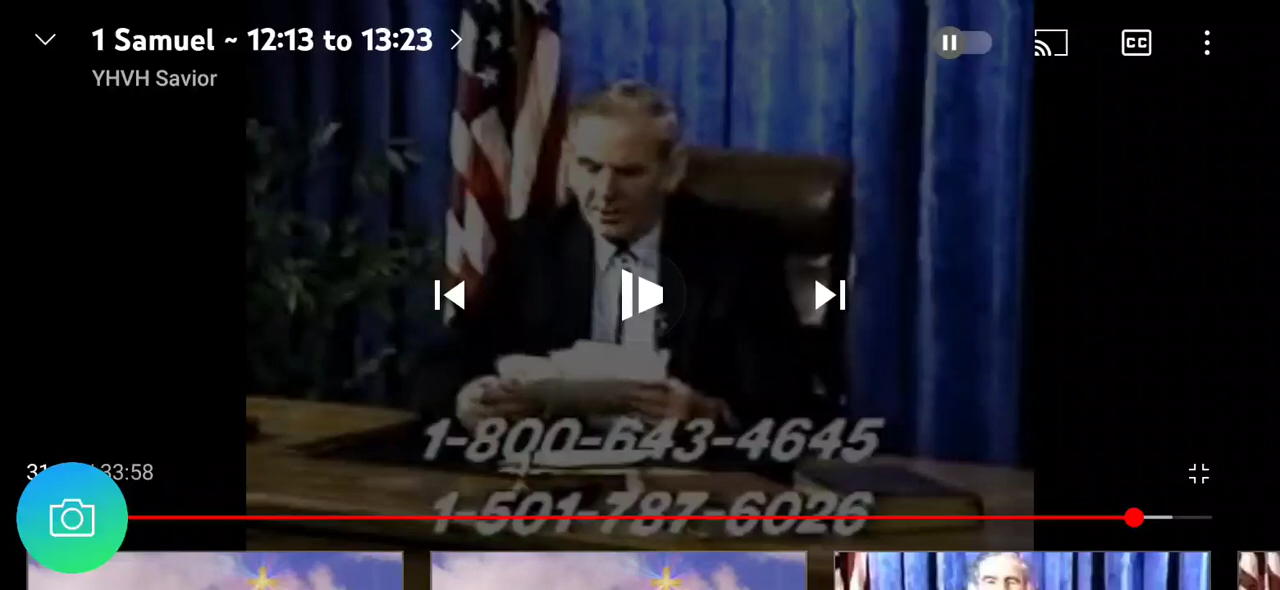 1 Samuel ~ 12:13 to 13:23
YHVH Savior
CC
1-800-643-4645
33:58
1-501-787-6026